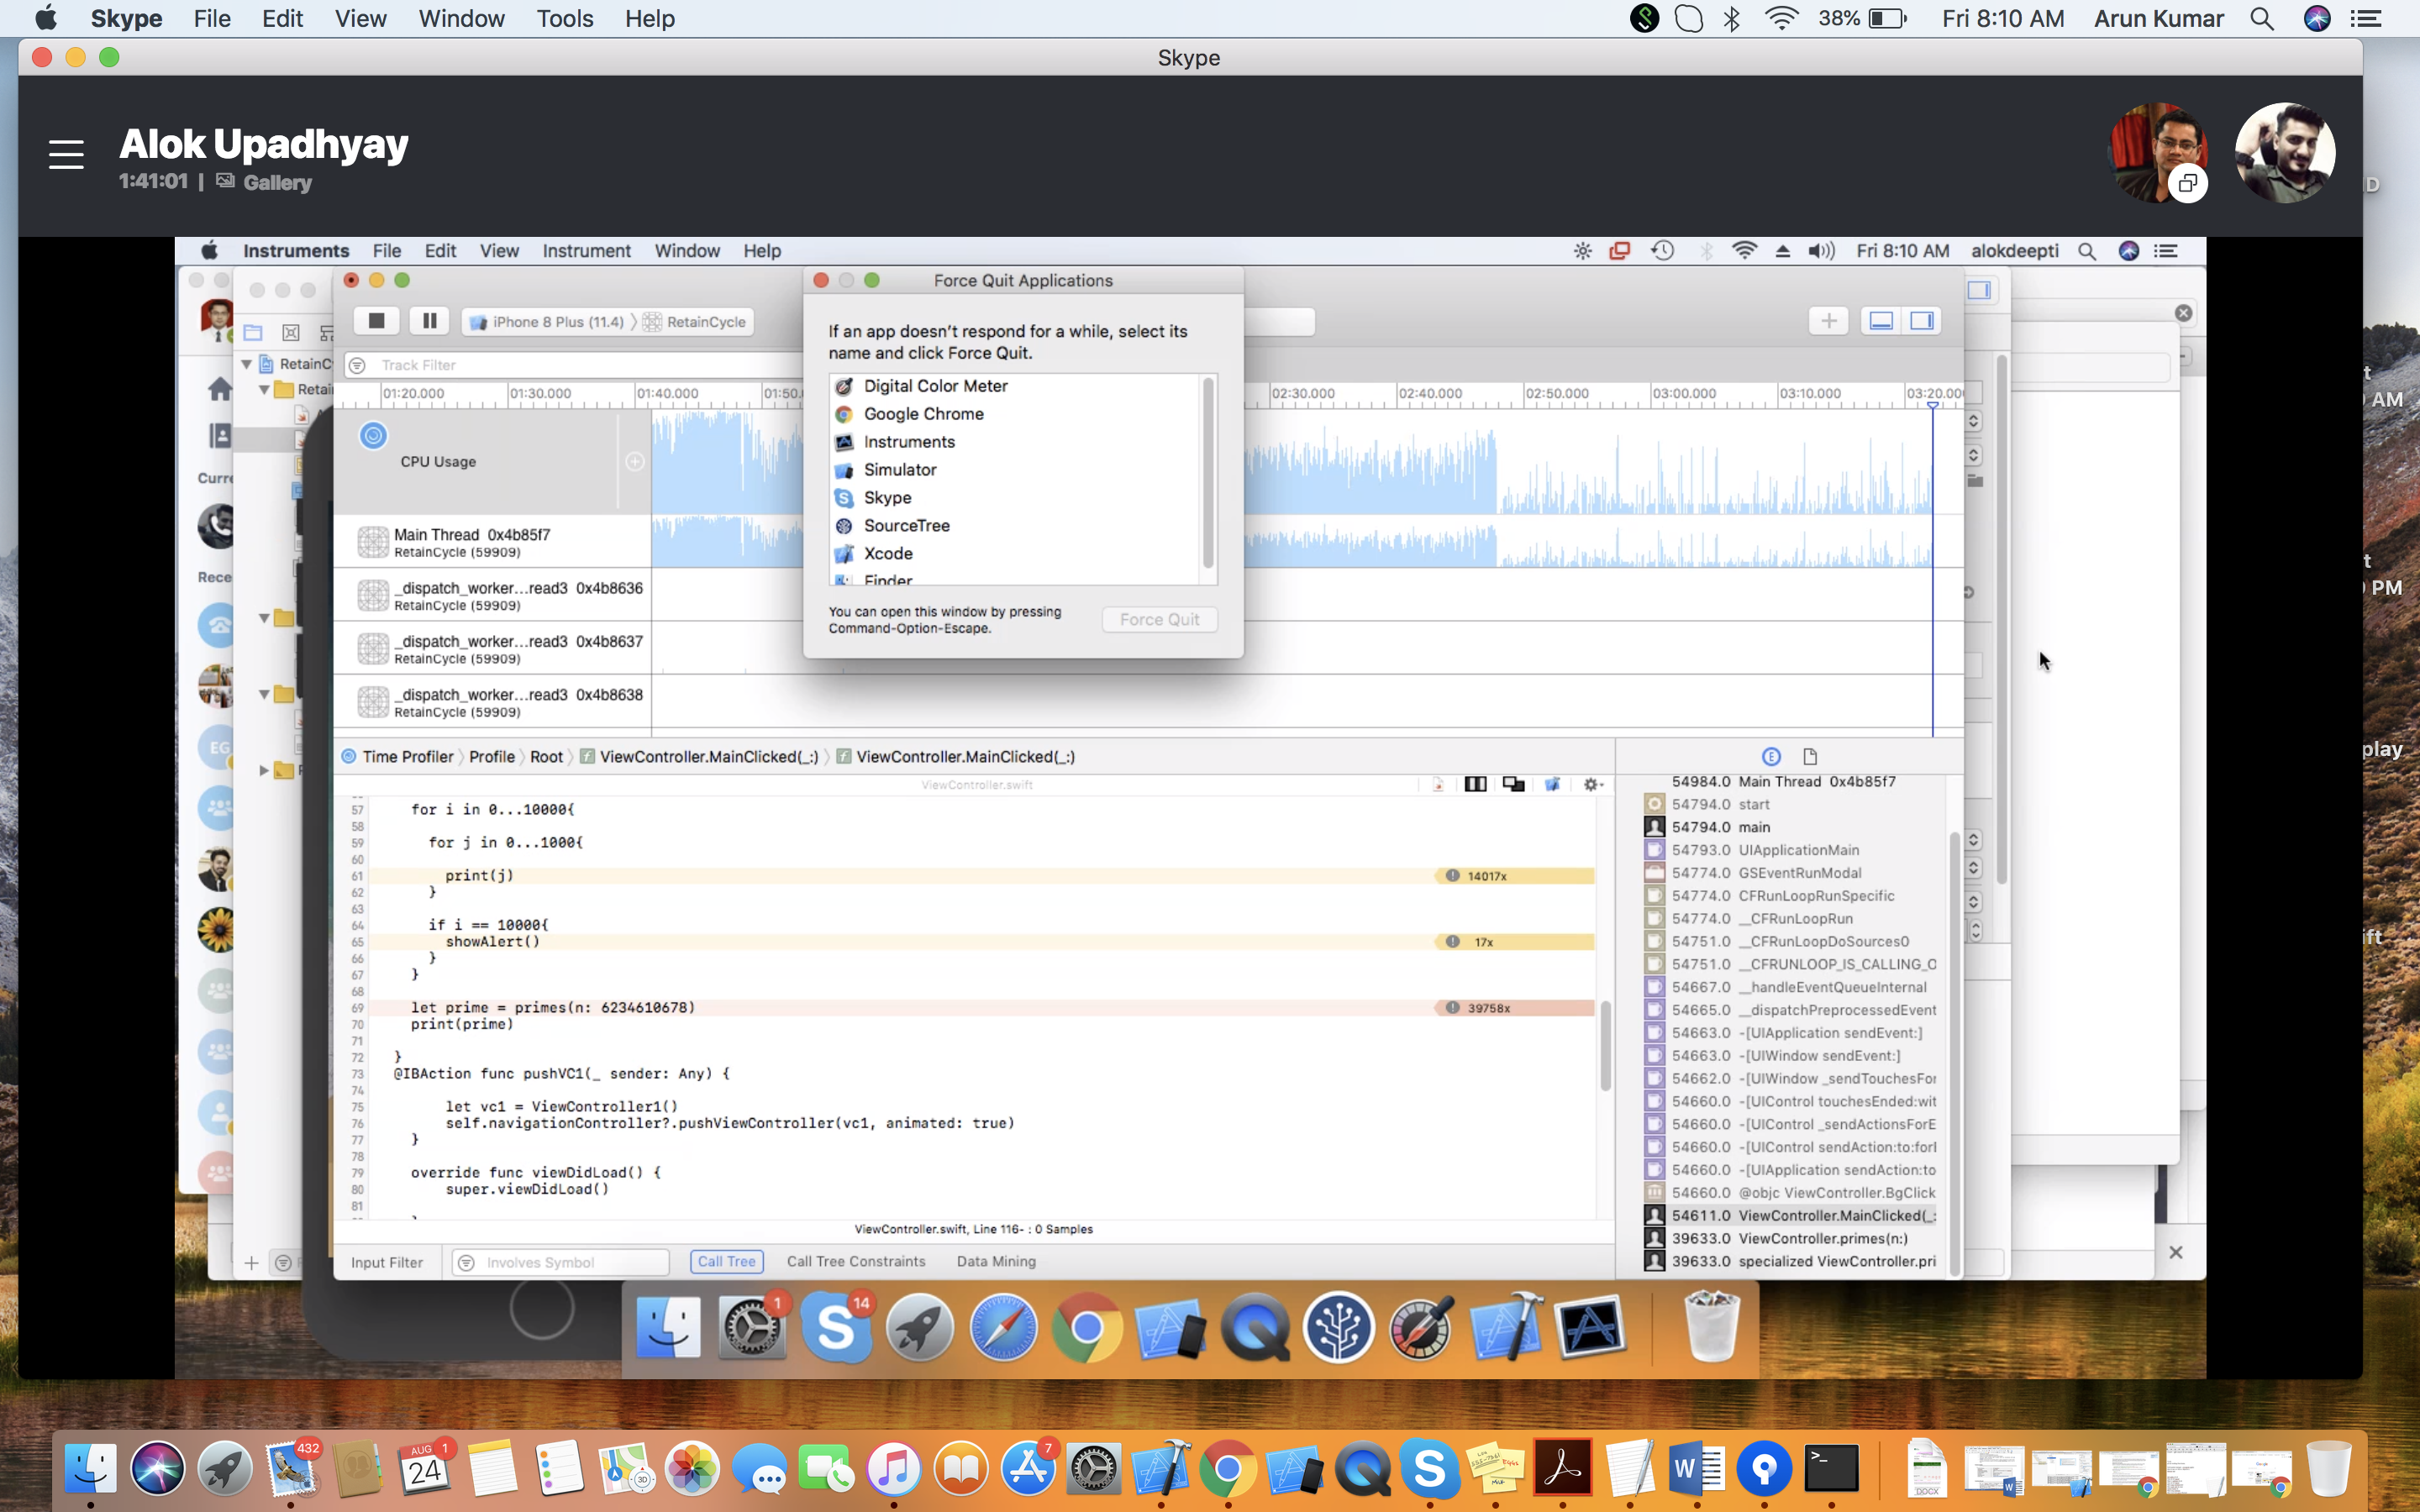 Skype File Edit View Window Tools Help
38% Fri 8:10 AM Arun Kumar
Skype
Alok Upadhyay
1:41:01 | Gallery
Instruments File Edit View Instrument Window Help
Fri 8:10 AM alokdeepti
Force Quit Applications
iPhone 8 Plus (11.4) RetainCycle
If an app doesn't respond for a while, select its
name and click Force Quit.
Track Filter
01:20.000 01:30.000 01:40.000 01:50. 02:30.000 02:40.000 02:50.000 03:00.000 03:10.000 03:20.00
Digital Color Meter
Google Chrome
Instruments
Simulator
Skype
SourceTree
Xcode
Finder
You can open this window by pressing
Command-Option-Escape.
Force Quit
RetainC
Retai
Curre
Rece
EG
CPU Usage
Main Thread 0x4b85f7
RetainCycle (59909)
_dispatch_worker...read3 0x4b8636
RetainCycle (59909)
_dispatch_worker...read3 0x4b8637
RetainCycle (59909)
_dispatch_worker...read3 0x4b8638
RetainCycle (59909)
Time Profiler Profile Root ViewController.MainClicked(_:) ViewController.MainClicked(_:)
ViewController.swift
57 for i in 0...10000{
58
59 for j in 0...1000{
60
61 print(j) 14017x
62 }
63
64 if i == 10000{
65 showAlert() 17x
66 }
67 }
68
69 let prime = primes(n: 6234610678) 39758x
70 print(prime)
71
72 }
73 @IBAction func pushVC1(_ sender: Any) {
74
75 let vc1 = ViewController1()
76 self.navigationController?.pushViewController(vc1, animated: true)
77 }
78
79 override func viewDidLoad() {
80 super.viewDidLoad()
81
ViewController.swift, Line 116- : 0 Samples
Input Filter Involves Symbol Call Tree Call Tree Constraints Data Mining
E
54984.0 Main Thread 0x4b85f7
54794.0 start
54794.0 main
54793.0 UIApplicationMain
54774.0 GSEventRunModal
54774.0 CFRunLoopRunSpecific
54774.0 __CFRunLoopRun
54751.0 __CFRunLoopDoSources0
54751.0 __CFRUNLOOP_IS_CALLING_O
54667.0 __handleEventQueueInternal
54665.0 __dispatchPreprocessedEvent
54663.0 -[UIApplication sendEvent:]
54663.0 -[UIWindow sendEvent:]
54662.0 -[UIWindow _sendTouchesFor
54660.0 -[UIControl touchesEnded:wit
54660.0 -[UIControl _sendActionsForE
54660.0 -[UIControl sendAction:to:for
54660.0 -[UIApplication sendAction:to
54660.0 @objc ViewController.BgClick
54611.0 ViewController.MainClicked(_:
39633.0 ViewController.primes(n:)
39633.0 specialized ViewController.pri
D
AM
PM
play
ift
1 14
432 AUG 1 24 7
3D
DOCX